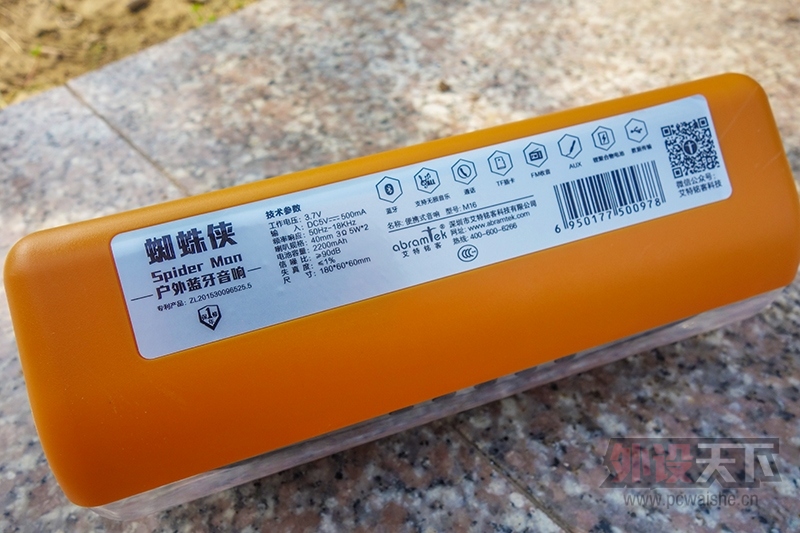 蜘蛛侠
Spider Man
户外蓝牙音响
专利产品: ZL201530096525.5
技术参数
工作电压: 3.7V
输入: DC5V 500mA
频率响应: 50Hz-18KHz
喇叭规格: 40mm 3Ω 5W*2
电池容量: 2200mAh
信噪比: ≥90dB
失真度: ≤1%
尺寸: 180*60*60mm
蓝牙
支持无损音乐
通话
TF插卡
FM收音
AUX
锂聚合物电池
数据传输
名称: 便携式音响 型号: M16
abramtek
艾特铭客
深圳市艾特铭客科技有限公司
网址: www.abramtek.com
热线: 400-600-6266
6 950177 500978
微信公众号:
艾特铭客科技
外设天下
www.pcwaishe.cn